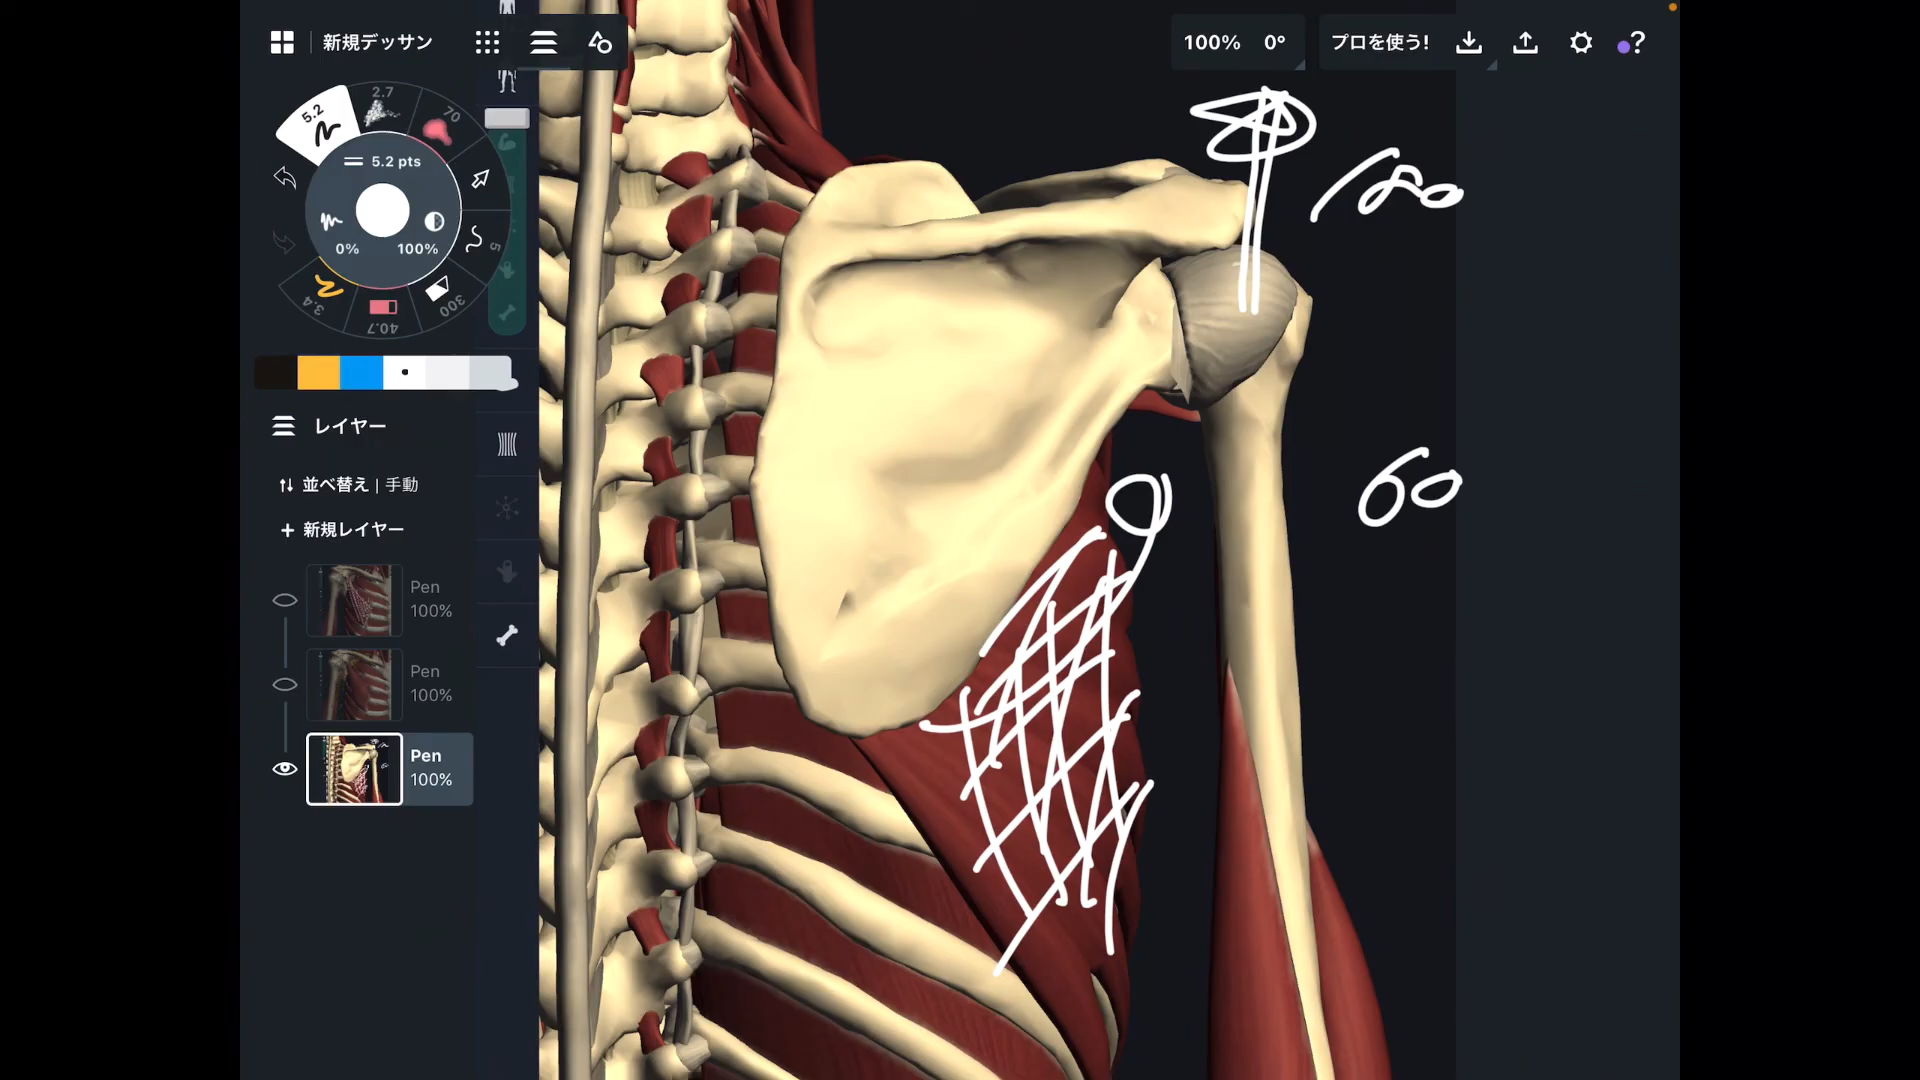 新規デッサン
100% 0° プロを使う! ?
5.2
2.7
70
5.2 pts
0% 100%
5
3.4
40.7
300
180
レイヤー
並べ替え | 手動
60
+ 新規レイヤー
Pen
100%
Pen
100%
Pen
100%